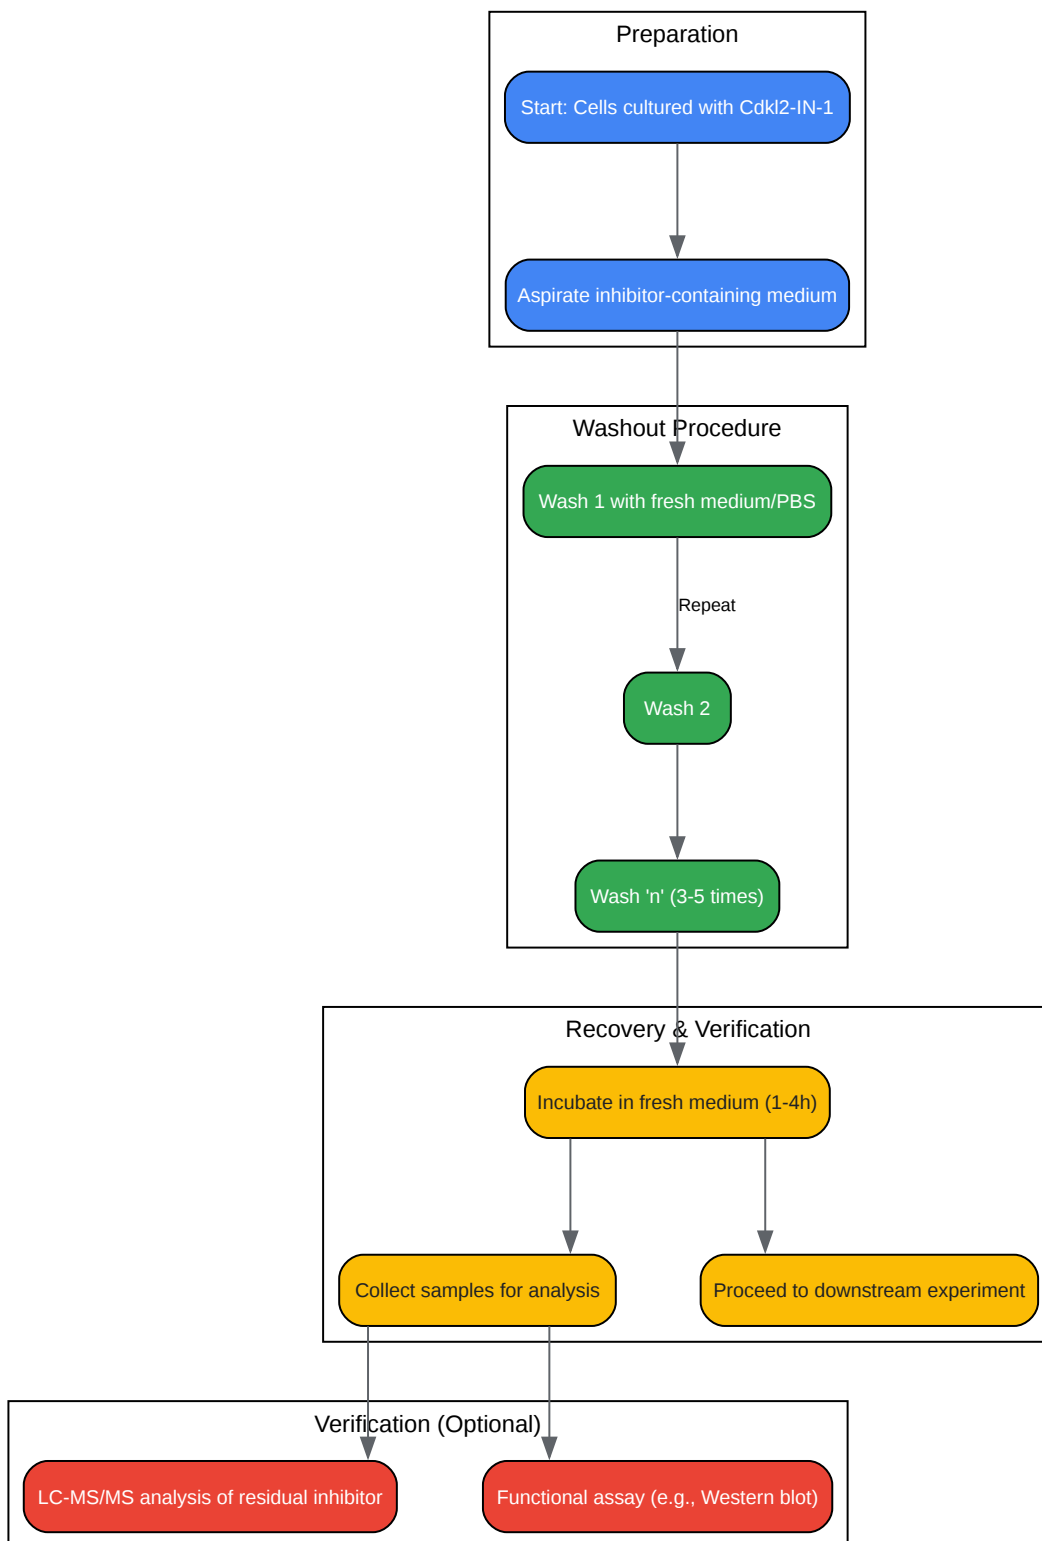 Preparation
Start: Cells cultured with Cdkl2-IN-1
Aspirate inhibitor-containing medium
Washout Procedure
Wash 1 with fresh medium/PBS
Repeat
Wash 2
Wash 'n' (3-5 times)
Recovery & Verification
Incubate in fresh medium (1-4h)
Collect samples for analysis
Proceed to downstream experiment
Verification (Optional)
LC-MS/MS analysis of residual inhibitor
Functional assay (e.g., Western blot)